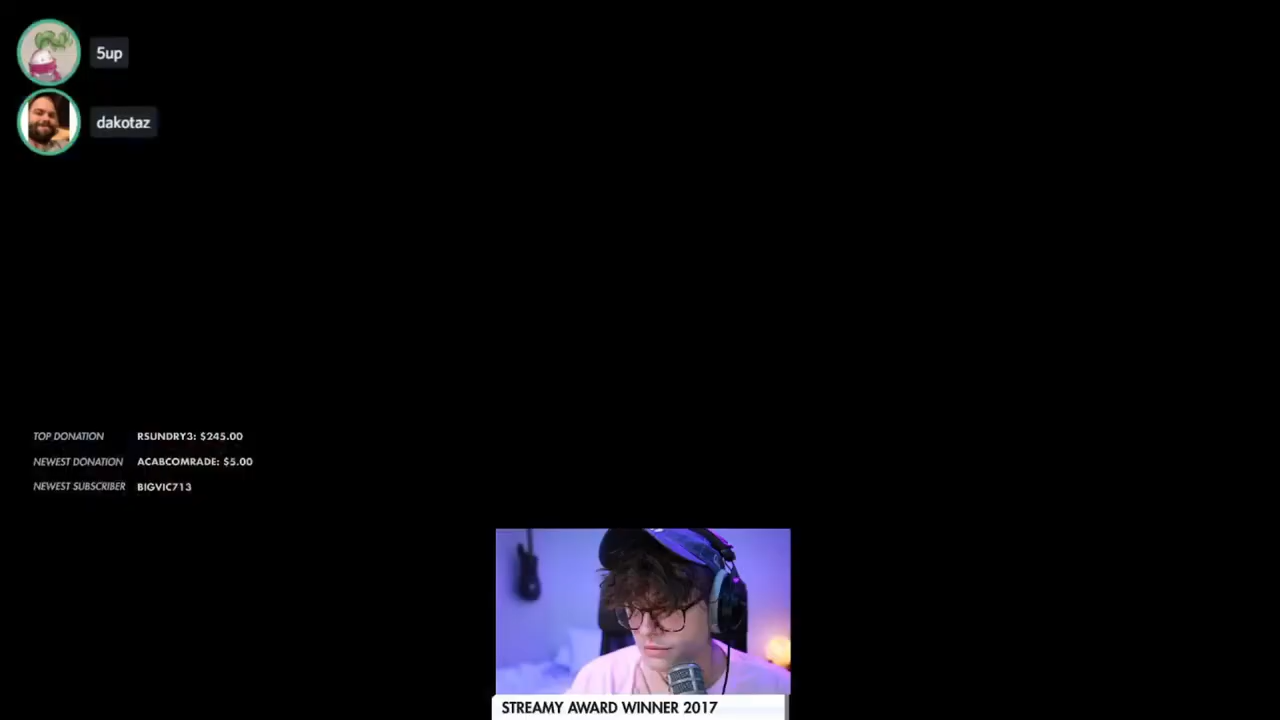 5up
dakotaz
TOP DONATION RSUNDRY3: $245.00
NEWEST DONATION ACABCOMRADE: $5.00
NEWEST SUBSCRIBER BIGVIC713
STREAMY AWARD WINNER 2017